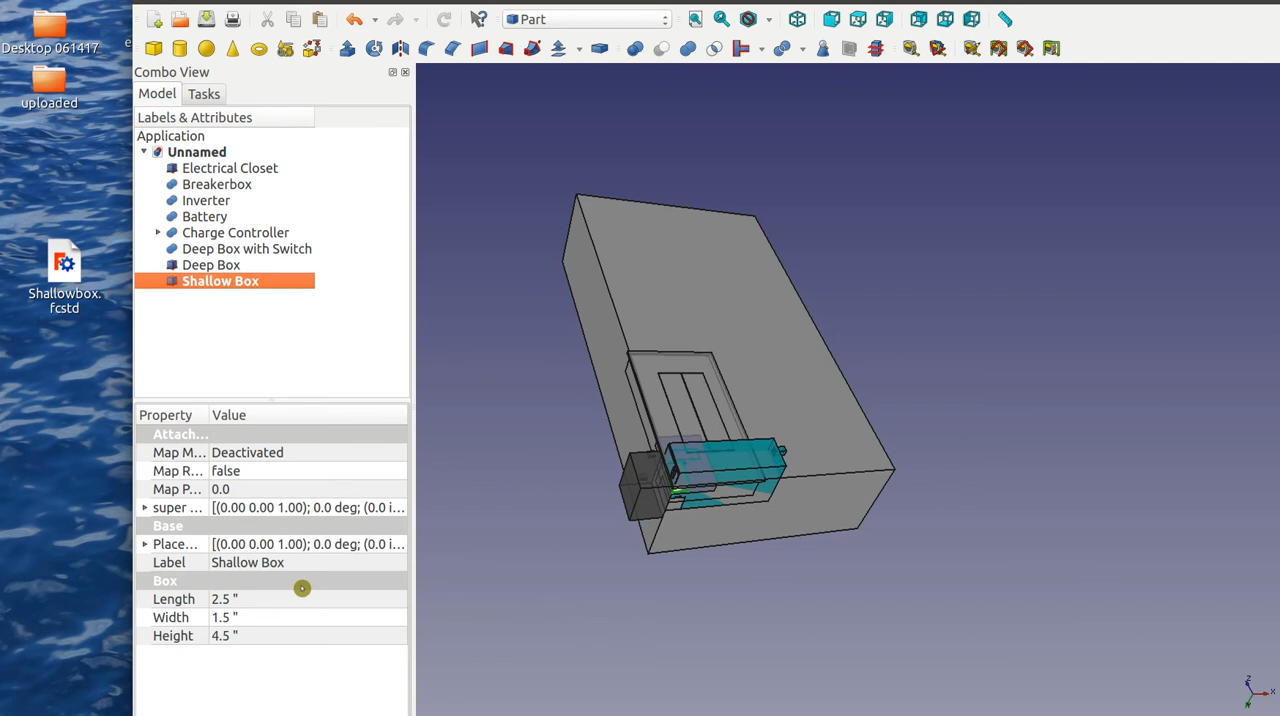 Desktop 061417
uploaded
Shallowbox.
fcstd
Part
Combo View
Model Tasks
Labels & Attributes
Application
Unnamed
Electrical Closet
Breakerbox
Inverter
Battery
Charge Controller
Deep Box with Switch
Deep Box
Shallow Box
Property Value
Attach...
Map M... Deactivated
Map R... false
Map P... 0.0
super ... [(0.00 0.00 1.00); 0.0 deg; (0.0 i...
Base
Place... [(0.00 0.00 1.00); 0.0 deg; (0.0 i...
Label Shallow Box
Box
Length 2.5 "
Width 1.5 "
Height 4.5 "
Z
X
Y